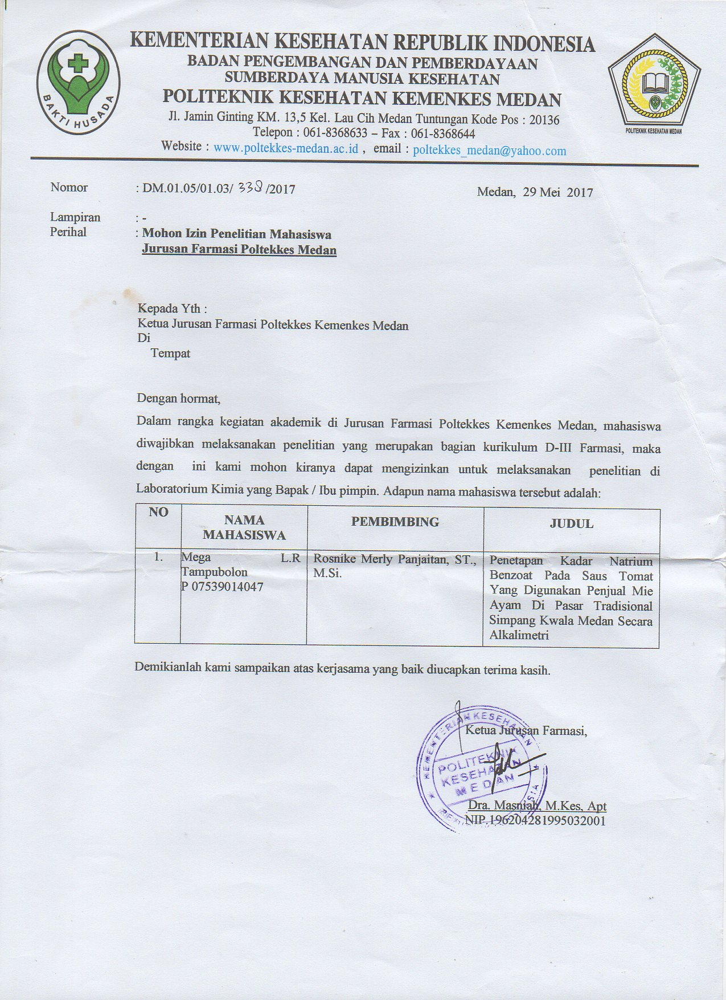 KEMENTERIAN KESEHATAN REPUBLIK INDONESIA
BADAN PENGEMBANGAN DAN PEMBERDAYAAN
SUMBERDAYA MANUSIA KESEHATAN
POLITEKNIK KESEHATAN KEMENKES MEDAN
Jl. Jamin Ginting KM. 13,5 Kel. Lau Cih Medan Tuntungan Kode Pos : 20136
Telepon : 061-8368633 – Fax : 061-8368644
Website : www.poltekkes-medan.ac.id , email : poltekkes_medan@yahoo.com
BAKTI HUSADA
POLITEKNIK KESEHATAN MEDAN
Nomor : DM.01.05/01.03/ 338 /2017
Medan, 29 Mei 2017
Lampiran : -
Perihal : Mohon Izin Penelitian Mahasiswa
Jurusan Farmasi Poltekkes Medan
Kepada Yth :
Ketua Jurusan Farmasi Poltekkes Kemenkes Medan
Di
Tempat
Dengan hormat,
Dalam rangka kegiatan akademik di Jurusan Farmasi Poltekkes Kemenkes Medan, mahasiswa
diwajibkan melaksanakan penelitian yang merupakan bagian kurikulum D-III Farmasi, maka
dengan ini kami mohon kiranya dapat mengizinkan untuk melaksanakan penelitian di
Laboratorium Kimia yang Bapak / Ibu pimpin. Adapun nama mahasiswa tersebut adalah:
NO
NAMA
MAHASISWA
PEMBIMBING
JUDUL
1.
Mega L.R
Tampubolon
P 07539014047
Rosnike Merly Panjaitan, ST.,
M.Si.
Penetapan Kadar Natrium
Benzoat Pada Saus Tomat
Yang Digunakan Penjual Mie
Ayam Di Pasar Tradisional
Simpang Kwala Medan Secara
Alkalimetri
Demikianlah kami sampaikan atas kerjasama yang baik diucapkan terima kasih.
Ketua Jurusan Farmasi,
KEMENTERIAN KESEHATAN
POLITEKNIK
KESEHATAN
MEDAN
Dra. Masniah, M.Kes, Apt
NIP.196204281995032001